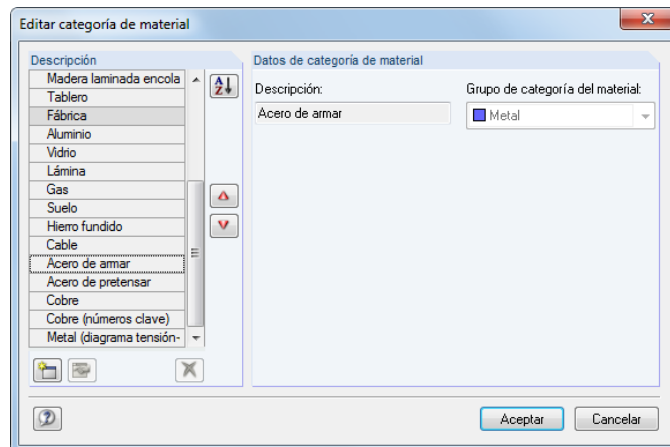 Editar categoría de material
Descripción
Madera laminada encola
Tablero
Fábrica
Aluminio
Vidrio
Lámina
Gas
Suelo
Hierro fundido
Cable
Acero de armar
Acero de pretensar
Cobre
Cobre (números clave)
Metal (diagrama tensión-
Datos de categoría de material
Descripción:
Grupo de categoría del material:
Acero de armar
Metal
Aceptar
Cancelar